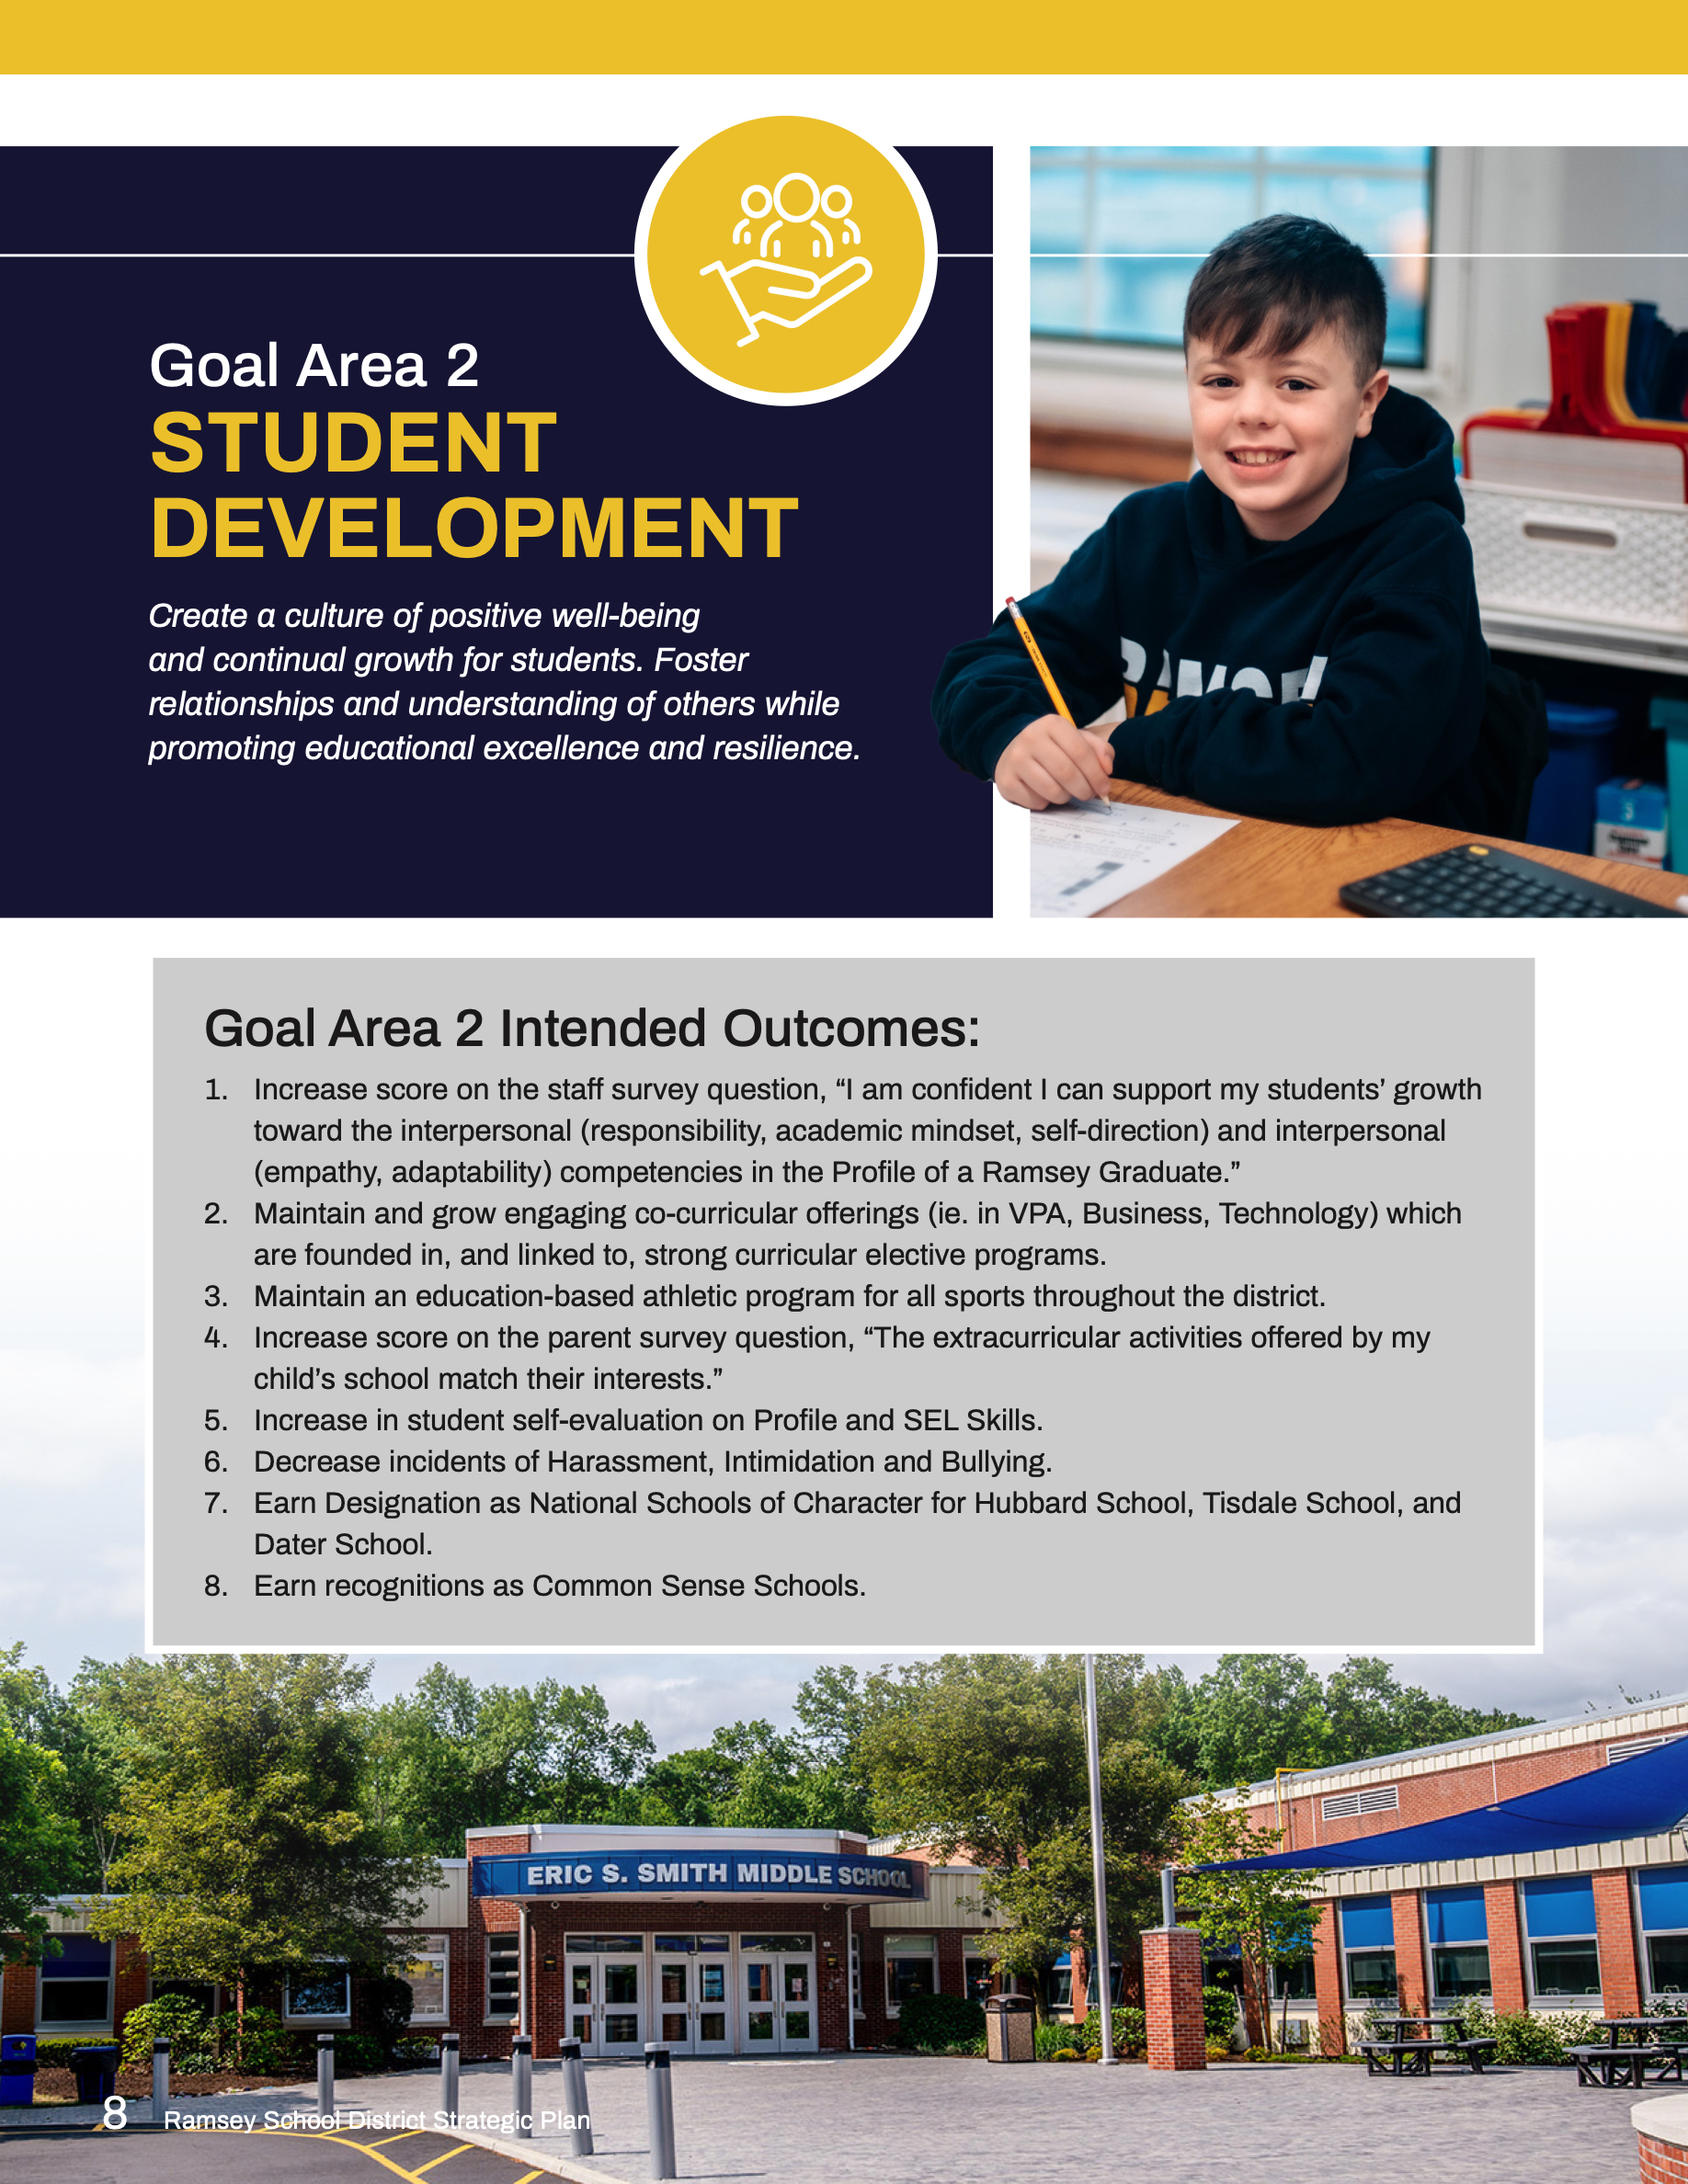 Goal Area 2
STUDENT
DEVELOPMENT
Create a culture of positive well-being
and continual growth for students. Foster
relationships and understanding of others while
promoting educational excellence and resilience.
Goal Area 2 Intended Outcomes:
1. Increase score on the staff survey question, “I am confident I can support my students’ growth
toward the interpersonal (responsibility, academic mindset, self-direction) and interpersonal
(empathy, adaptability) competencies in the Profile of a Ramsey Graduate.”
2. Maintain and grow engaging co-curricular offerings (ie. in VPA, Business, Technology) which
are founded in, and linked to, strong curricular elective programs.
3. Maintain an education-based athletic program for all sports throughout the district.
4. Increase score on the parent survey question, “The extracurricular activities offered by my
child’s school match their interests.”
5. Increase in student self-evaluation on Profile and SEL Skills.
6. Decrease incidents of Harassment, Intimidation and Bullying.
7. Earn Designation as National Schools of Character for Hubbard School, Tisdale School, and
Dater School.
8. Earn recognitions as Common Sense Schools.
ERIC S. SMITH MIDDLE SCHOOL
8 Ramsey School District Strategic Plan